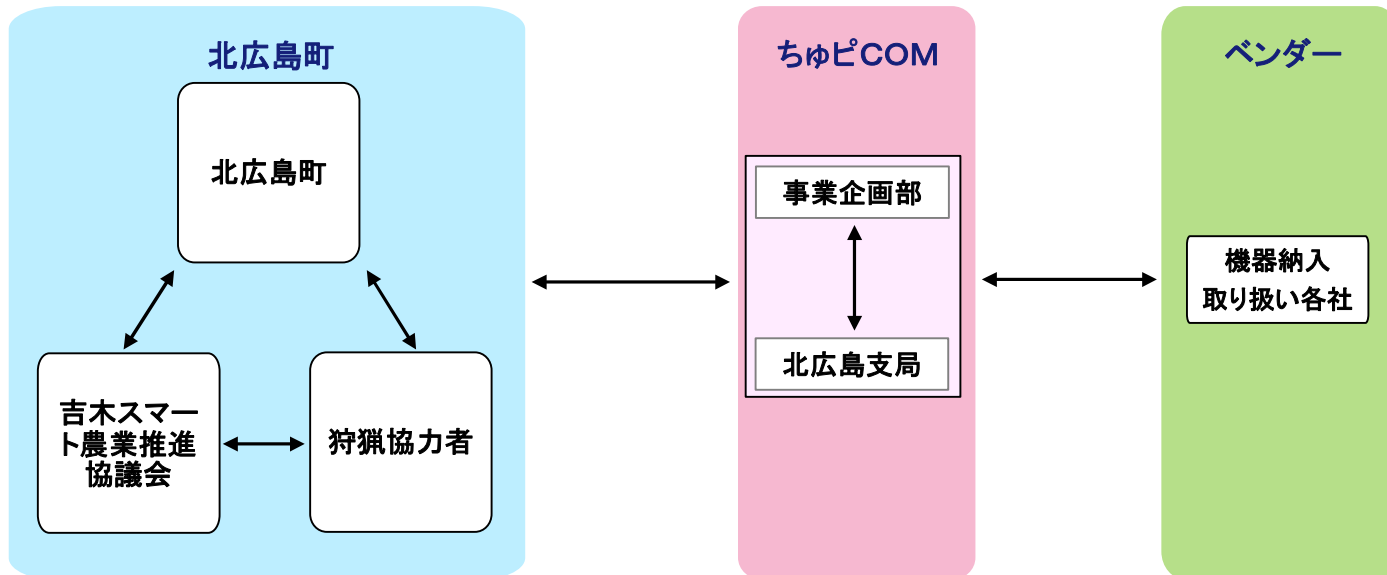 北広島町
北広島町
吉木スマー
ト農業推進
協議会
狩猟協力者
ちゅピCOM
事業企画部
北広島支局
ベンダー
機器納入
取り扱い各社